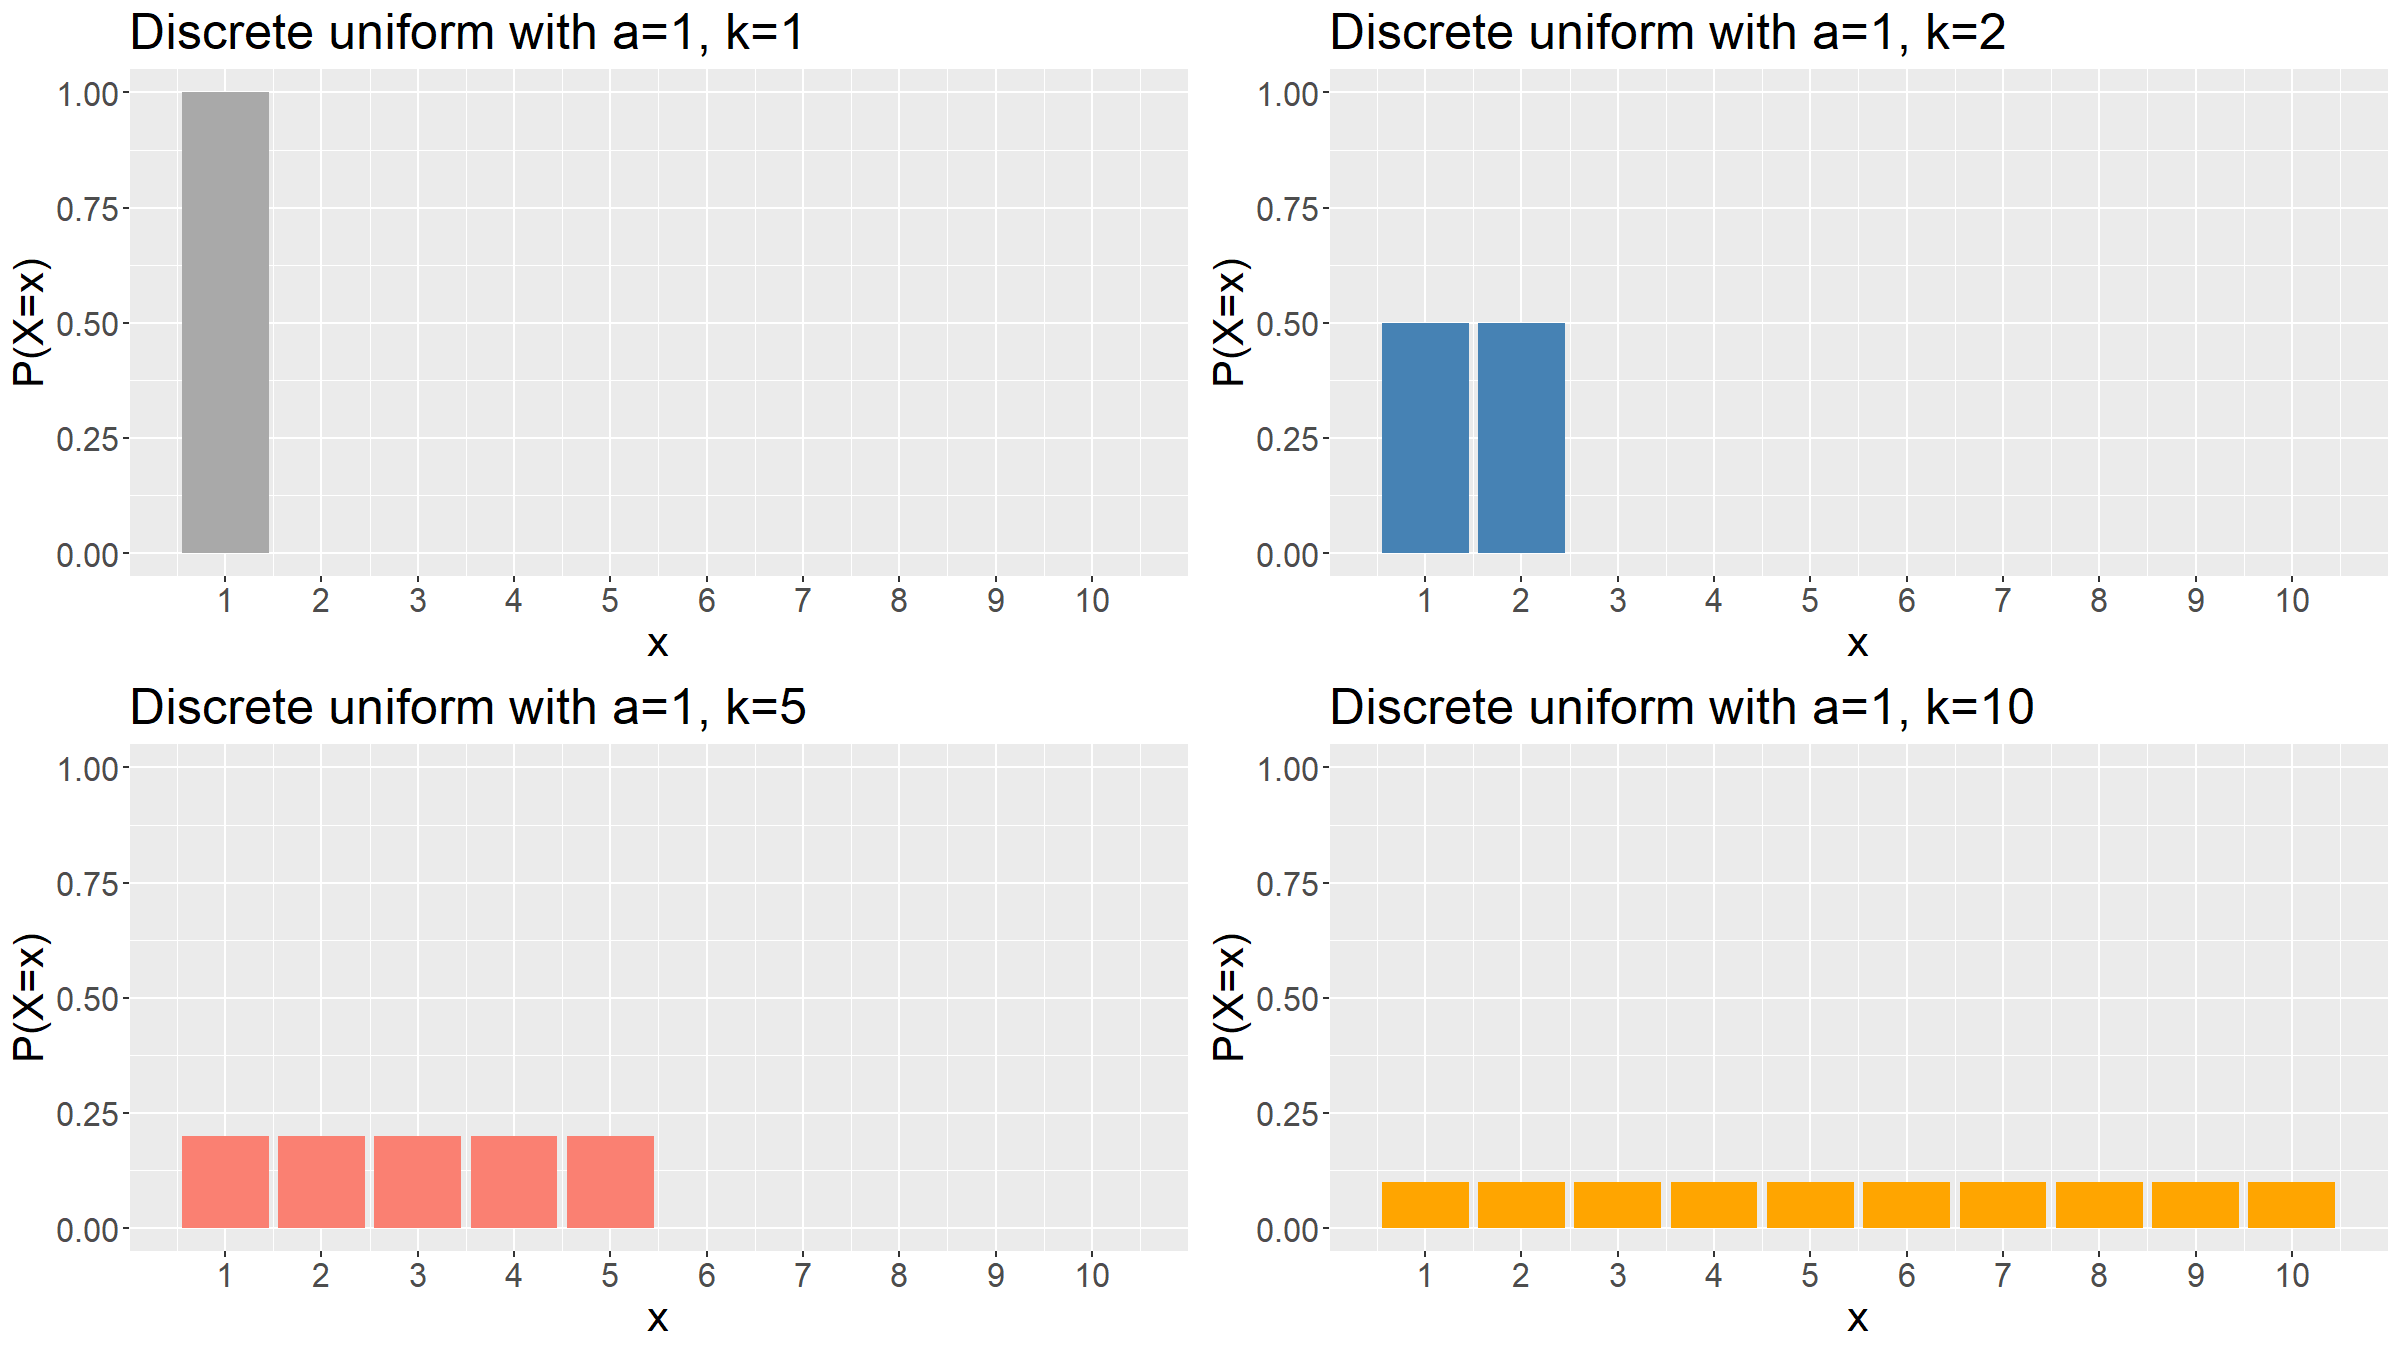 Discrete uniform with a=1, k=1
1.00
0.75
0.50
0.25
0.00
P(X=x)
1 2 3 4 5 6 7 8 9 10
x
Discrete uniform with a=1, k=2
1.00
0.75
0.50
0.25
0.00
P(X=x)
1 2 3 4 5 6 7 8 9 10
x
Discrete uniform with a=1, k=5
1.00
0.75
0.50
0.25
0.00
P(X=x)
1 2 3 4 5 6 7 8 9 10
x
Discrete uniform with a=1, k=10
1.00
0.75
0.50
0.25
0.00
P(X=x)
1 2 3 4 5 6 7 8 9 10
x